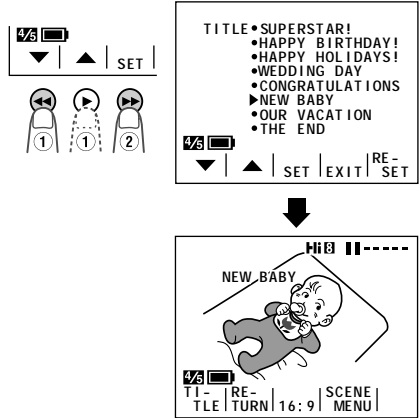 4/5
SET
1 1 2
TITLE•SUPERSTAR!
•HAPPY BIRTHDAY!
•HAPPY HOLIDAYS!
•WEDDING DAY
•CONGRATULATIONS
▶NEW BABY
•OUR VACATION
•THE END
4/5
SET EXIT RE-SET
Hi8
NEW BABY
4/5
TI- RE- SCENE
TLE TURN 16:9 MENU